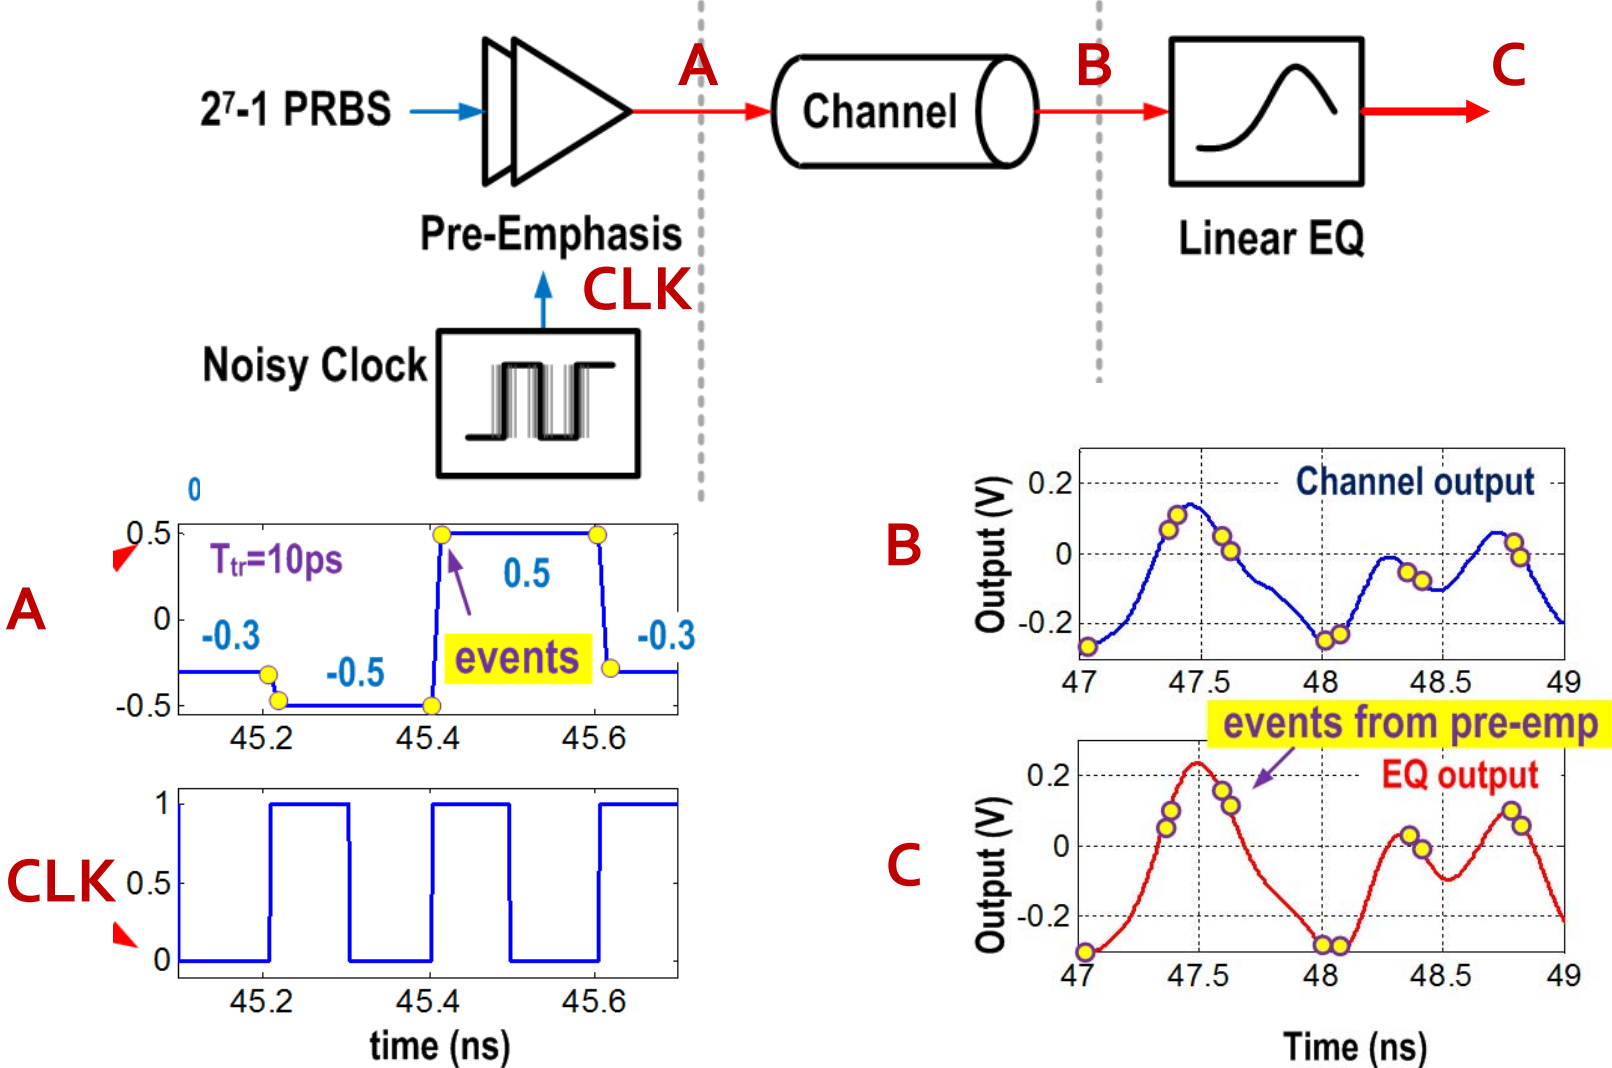 A
B
C
2⁷-1 PRBS
Channel
Pre-Emphasis
Linear EQ
CLK
Noisy Clock
0
A
0.5
0
-0.5
T_tr=10ps
-0.3
-0.5
0.5
-0.3
events
45.2 45.4 45.6
CLK
1
0.5
0
45.2 45.4 45.6
time (ns)
B
Output (V)
0.2
0
-0.2
Channel output
47 47.5 48 48.5 49
events from pre-emp
C
Output (V)
0.2
0
-0.2
EQ output
47 47.5 48 48.5 49
Time (ns)